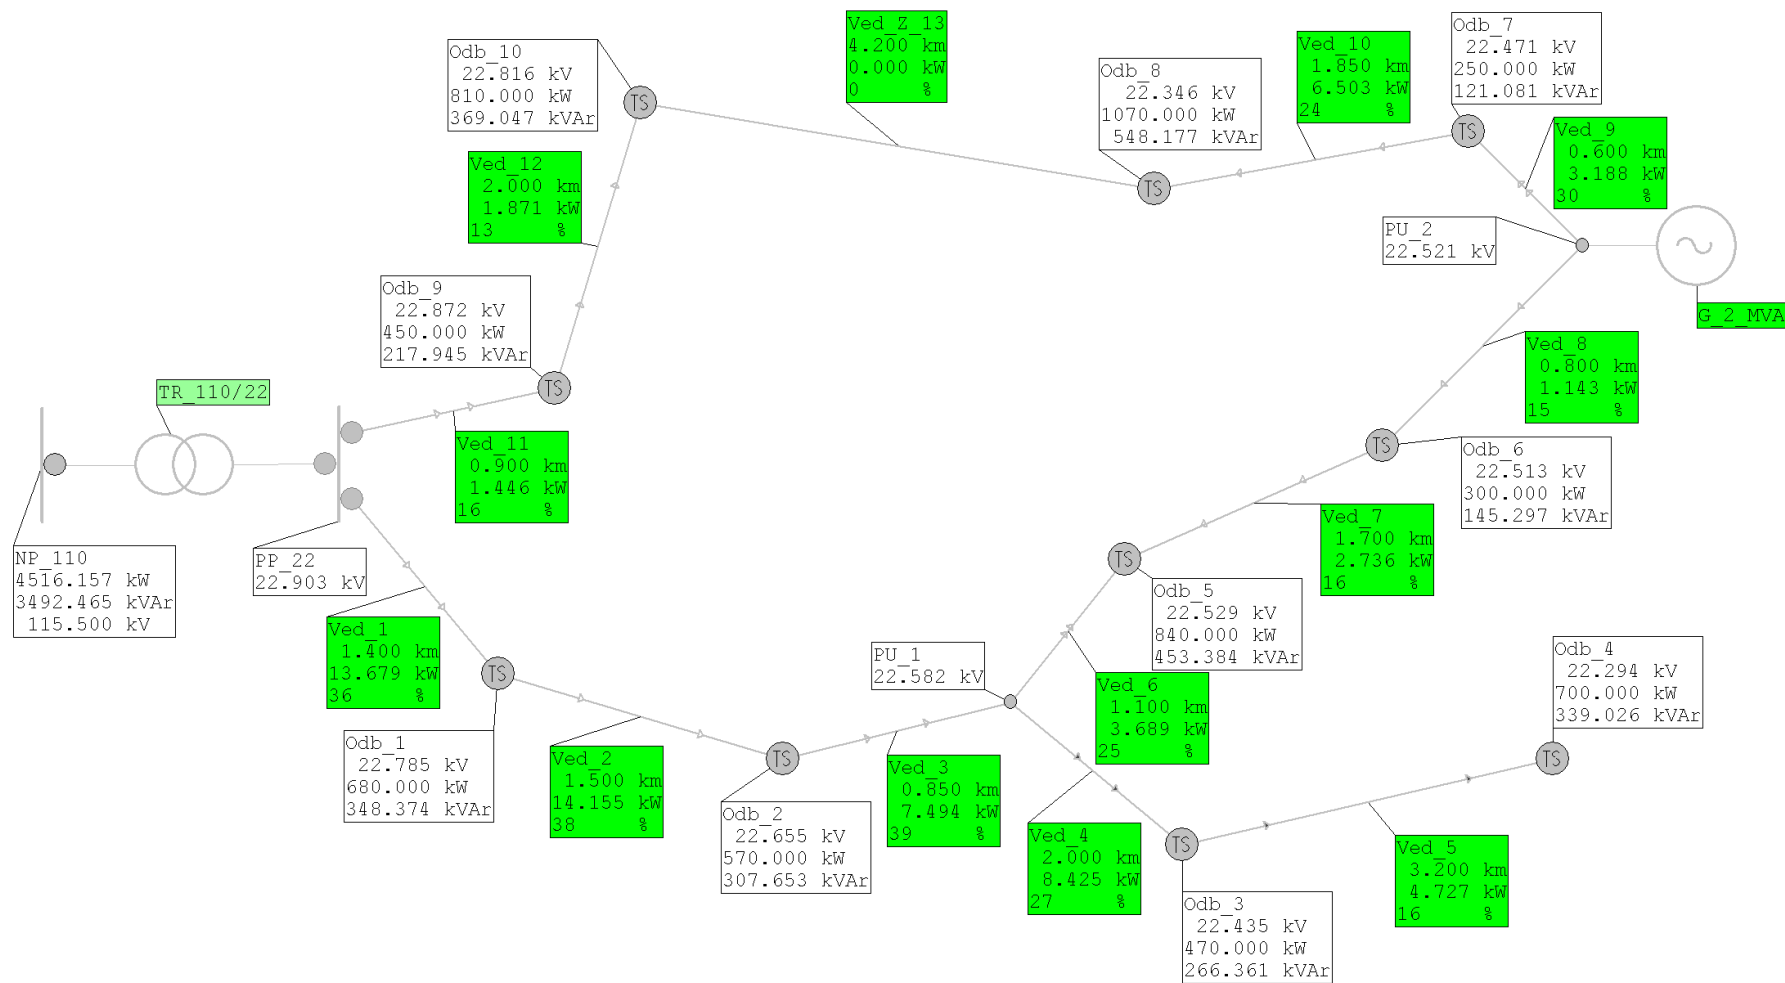 Ved_Z_13
4.200 km
0.000 kW
0 %
Odb_7
22.471 kV
250.000 kW
121.081 kVAr
Odb_10
22.816 kV
810.000 kW
369.047 kVAr
Ved_10
1.850 km
6.503 kW
24 %
Odb_8
22.346 kV
1070.000 kW
548.177 kVAr
TS
TS
TS
Ved_9
0.600 km
3.188 kW
30 %
Ved_12
2.000 km
1.871 kW
13 %
PU_2
22.521 kV
Odb_9
22.872 kV
450.000 kW
217.945 kVAr
G_2_MVA
Ved_8
0.800 km
1.143 kW
15 %
TS
TR_110/22
Ved_11
0.900 km
1.446 kW
16 %
TS
Odb_6
22.513 kV
300.000 kW
145.297 kVAr
Ved_7
1.700 km
2.736 kW
16 %
NP_110
4516.157 kW
3492.465 kVAr
115.500 kV
PP_22
22.903 kV
TS
Odb_5
22.529 kV
840.000 kW
453.384 kVAr
Ved_1
1.400 km
13.679 kW
36 %
TS
PU_1
22.582 kV
Odb_4
22.294 kV
700.000 kW
339.026 kVAr
Ved_6
1.100 km
3.689 kW
25 %
Odb_1
22.785 kV
680.000 kW
348.374 kVAr
Ved_2
1.500 km
14.155 kW
38 %
TS
Ved_3
0.850 km
7.494 kW
39 %
TS
Odb_2
22.655 kV
570.000 kW
307.653 kVAr
Ved_4
2.000 km
8.425 kW
27 %
TS
Ved_5
3.200 km
4.727 kW
16 %
Odb_3
22.435 kV
470.000 kW
266.361 kVAr